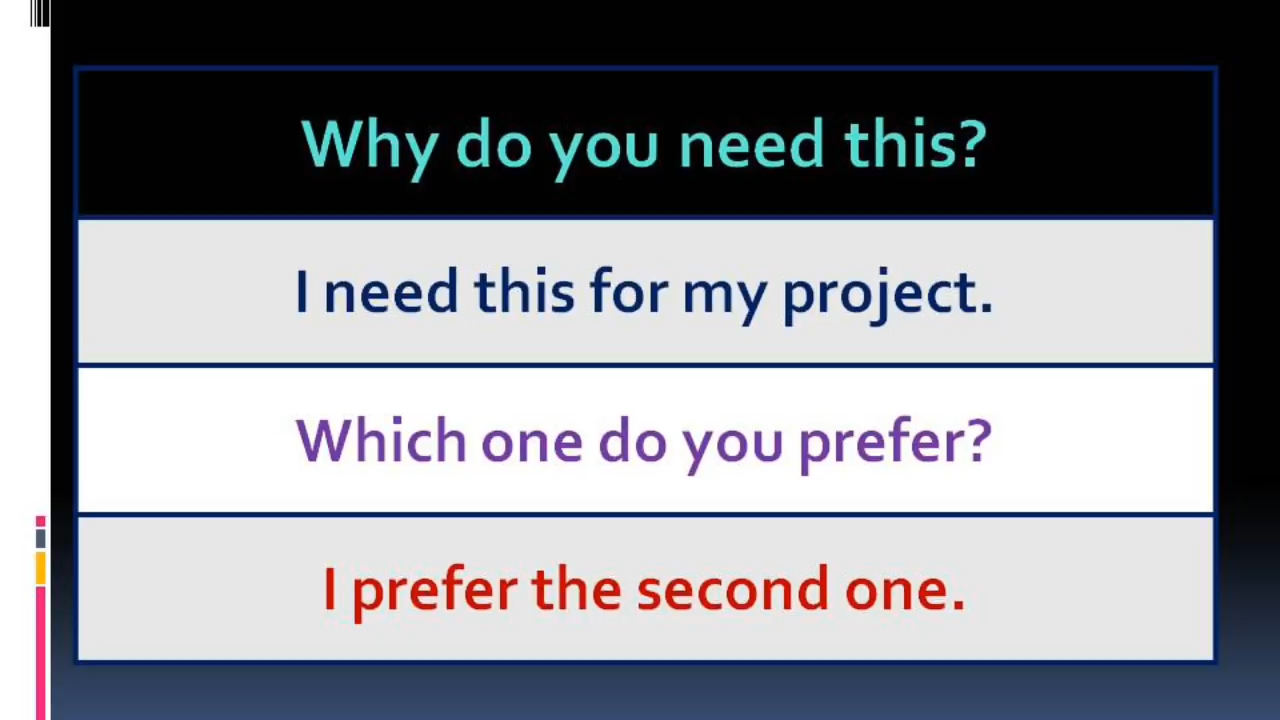 Why do you need this?
I need this for my project.
Which one do you prefer?
I prefer the second one.